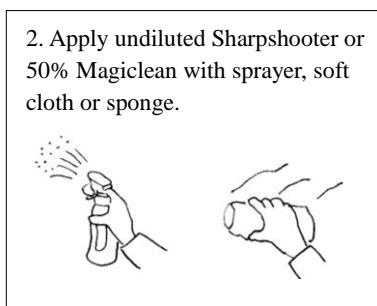 2. Apply undiluted Sharpshooter or
50% Magiclean with sprayer, soft
cloth or sponge.